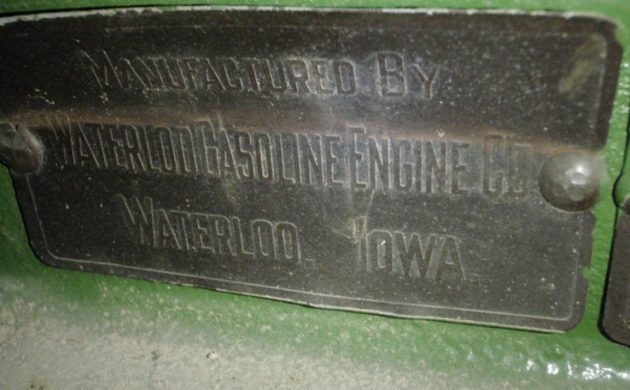 MANUFACTURED BY
WATERLOO GASOLINE ENGINE CO.
WATERLOO. IOWA.